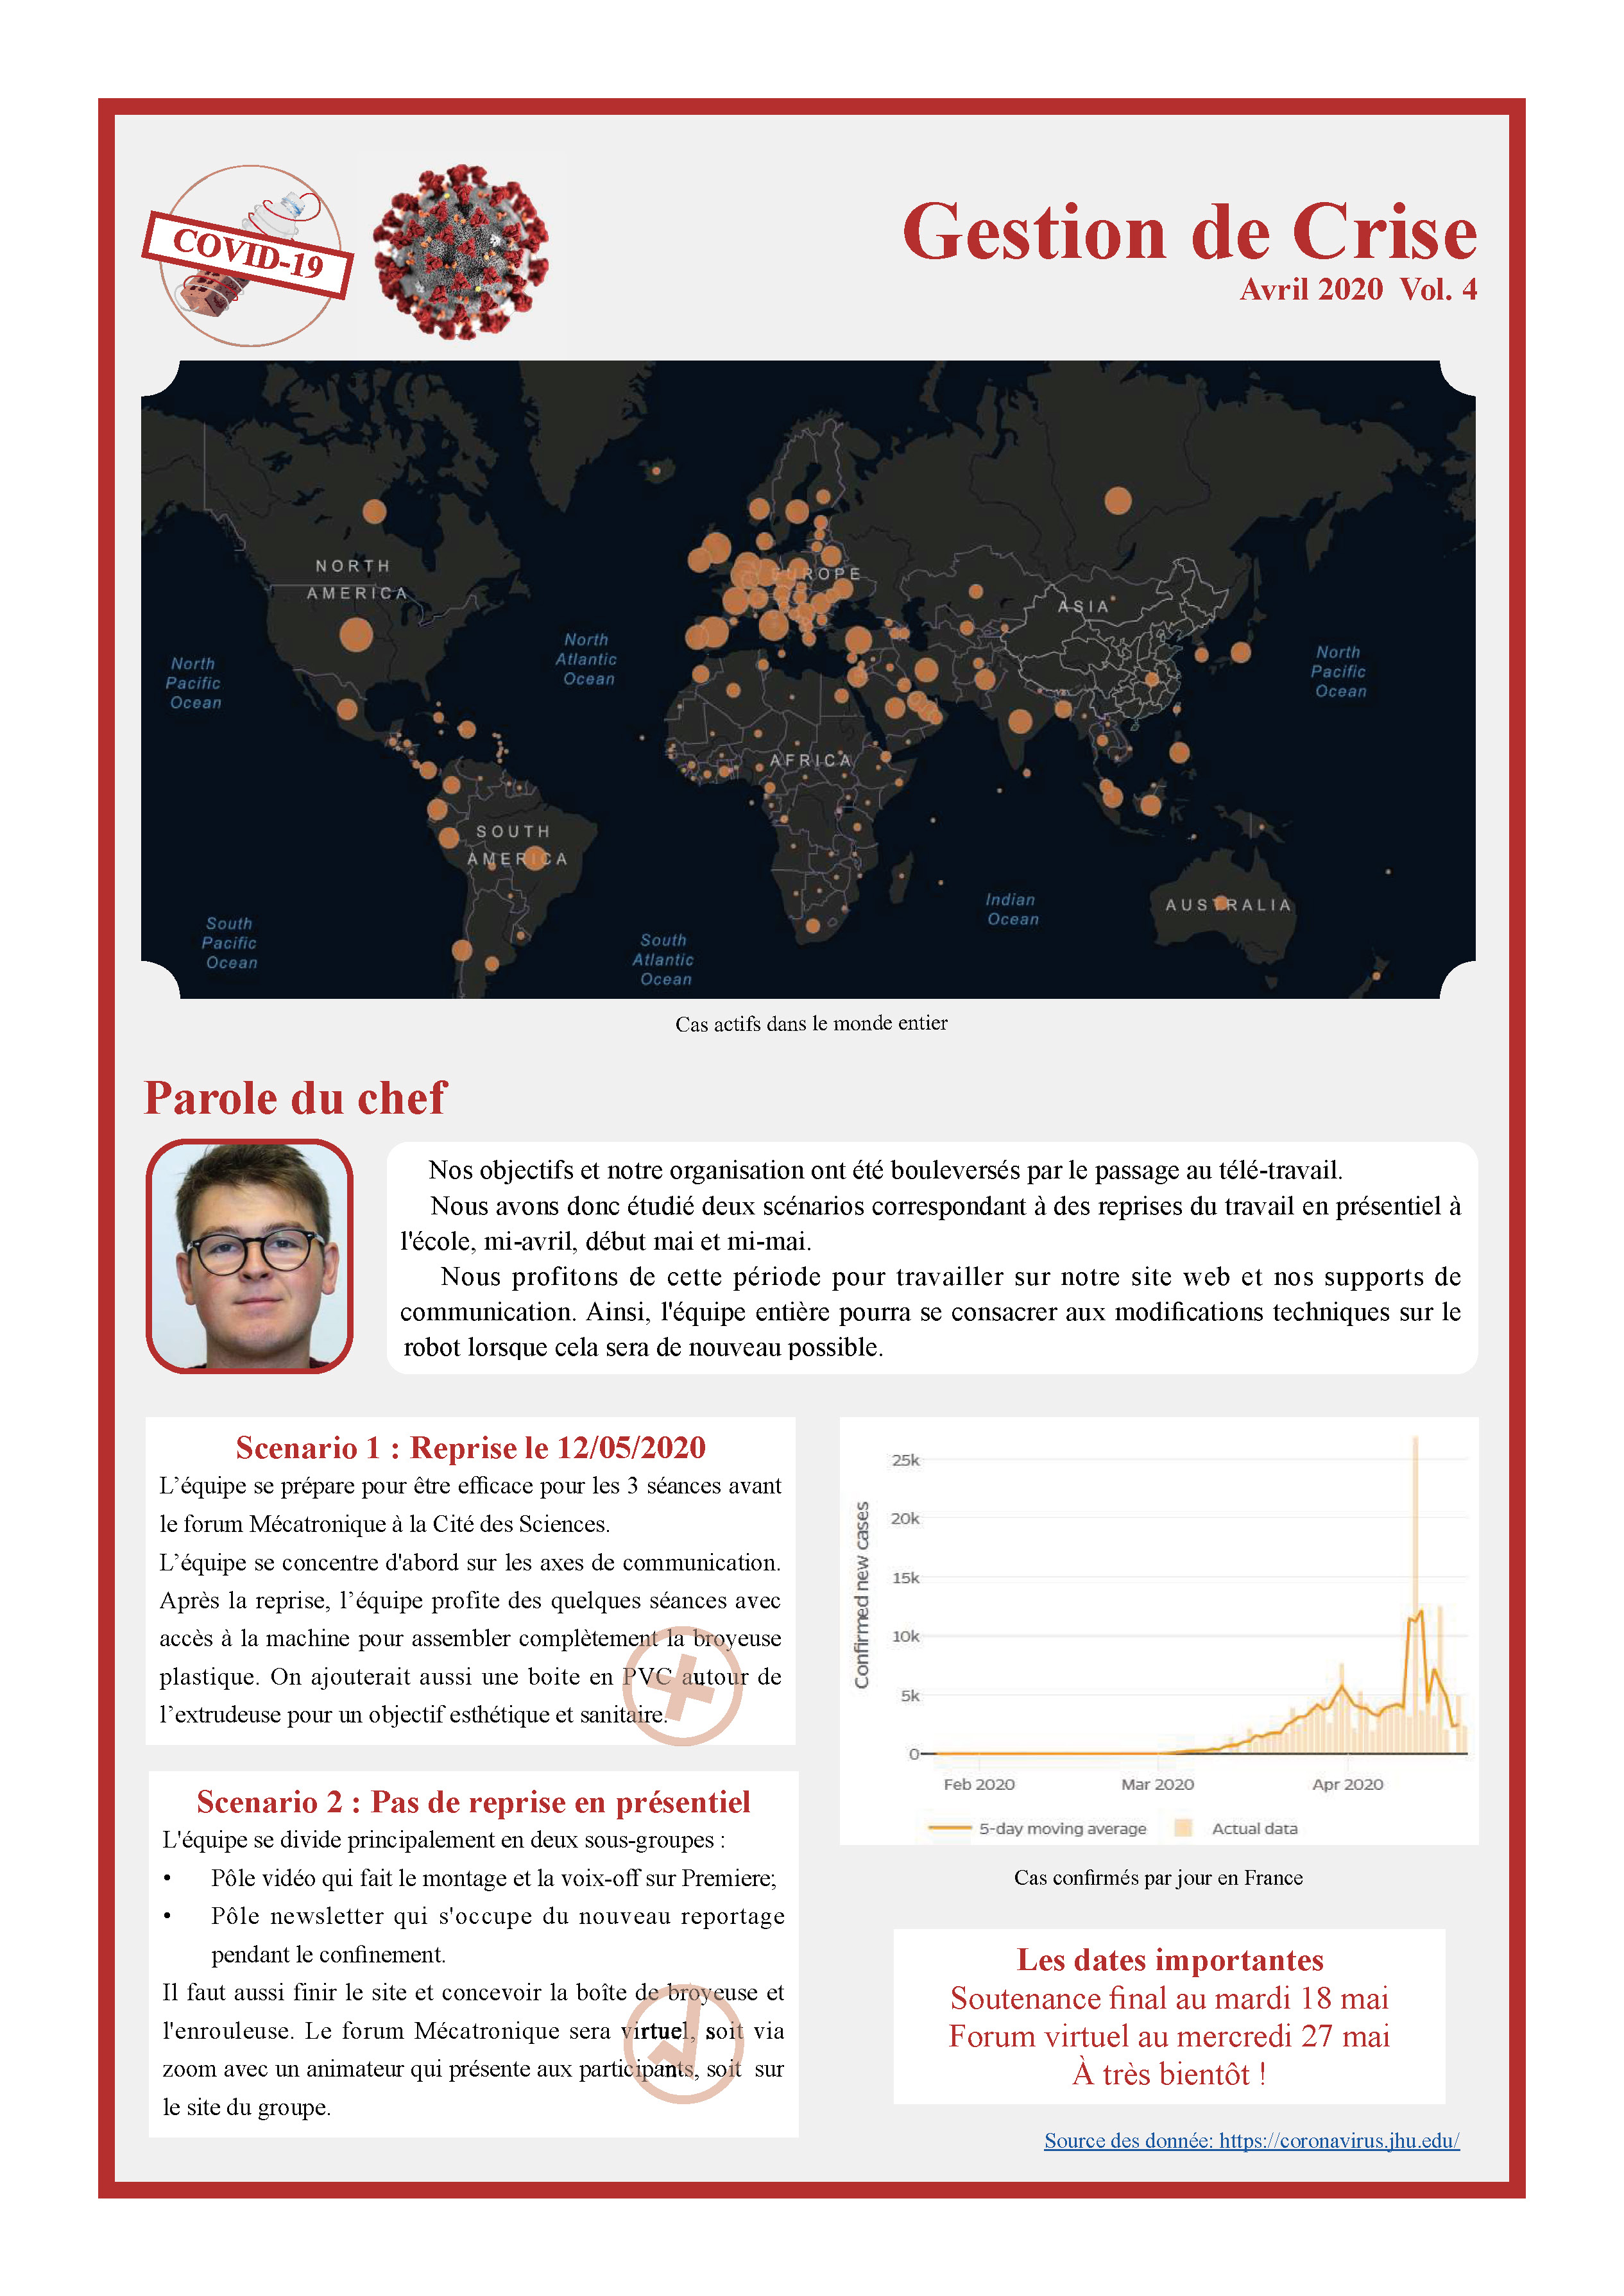 COVID-19
Gestion de Crise
Avril 2020 Vol. 4
NORTH
AMERICA
EUROPE
ASIA
North
Pacific
Ocean
North
Atlantic
Ocean
North
Pacific
Ocean
AFRICA
SOUTH
AMERICA
AUSTRALIA
Indian
Ocean
South
Pacific
Ocean
South
Atlantic
Ocean
Cas actifs dans le monde entier
Parole du chef
Nos objectifs et notre organisation ont été bouleversés par le passage au télé-travail.
Nous avons donc étudié deux scénarios correspondant à des reprises du travail en présentiel à
l'école, mi-avril, début mai et mi-mai.
Nous profitons de cette période pour travailler sur notre site web et nos supports de
communication. Ainsi, l'équipe entière pourra se consacrer aux modifications techniques sur le
robot lorsque cela sera de nouveau possible.
Scenario 1 : Reprise le 12/05/2020
L’équipe se prépare pour être efficace pour les 3 séances avant
le forum Mécatronique à la Cité des Sciences.
L’équipe se concentre d'abord sur les axes de communication.
Après la reprise, l’équipe profite des quelques séances avec
accès à la machine pour assembler complètement la broyeuse
plastique. On ajouterait aussi une boite en PVC autour de
l’extrudeuse pour un objectif esthétique et sanitaire.
Scenario 2 : Pas de reprise en présentiel
L'équipe se divide principalement en deux sous-groupes :
• Pôle vidéo qui fait le montage et la voix-off sur Premiere;
• Pôle newsletter qui s'occupe du nouveau reportage
pendant le confinement.
Il faut aussi finir le site et concevoir la boîte de broyeuse et
l'enrouleuse. Le forum Mécatronique sera virtuel, soit via
zoom avec un animateur qui présente aux participants, soit sur
le site du groupe.
Confirmed new cases
25k
20k
15k
10k
5k
0
Feb 2020
Mar 2020
Apr 2020
5-day moving average
Actual data
Cas confirmés par jour en France
Les dates importantes
Soutenance final au mardi 18 mai
Forum virtuel au mercredi 27 mai
À très bientôt !
Source des donnée: https://coronavirus.jhu.edu/